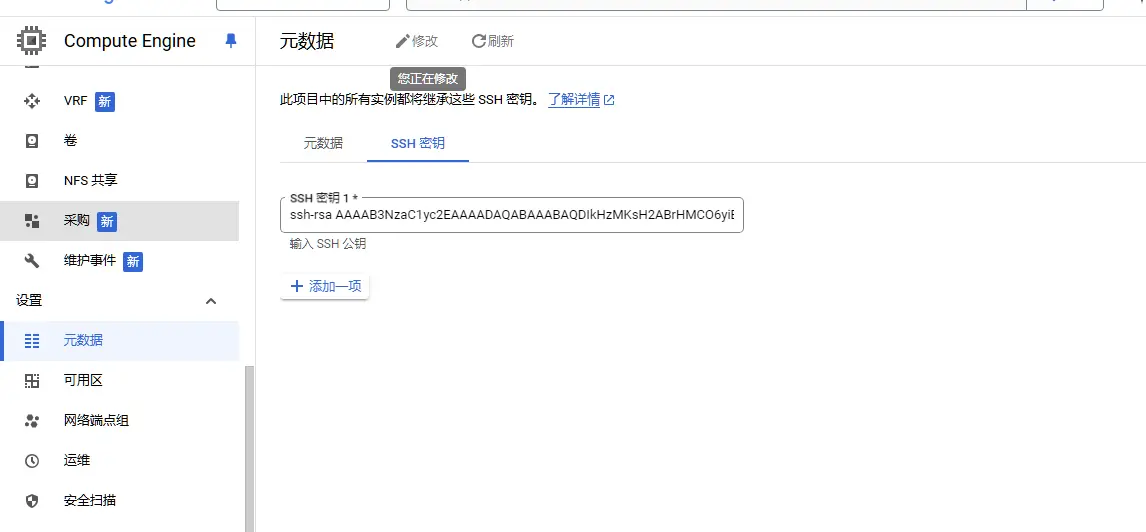 Compute Engine
元数据
修改
刷新
您正在修改
VRF 新
此项目中的所有实例都将继承这些 SSH 密钥。 了解详情
卷
元数据
SSH 密钥
NFS 共享
SSH 密钥 1 *
采购 新
ssh-rsa AAAAB3NzaC1yc2EAAAADAQABAAABAQDIkHzMKsH2ABrHMCO6yiE
输入 SSH 公钥
维护事件 新
添加一项
设置
元数据
可用区
网络端点组
运维
安全扫描